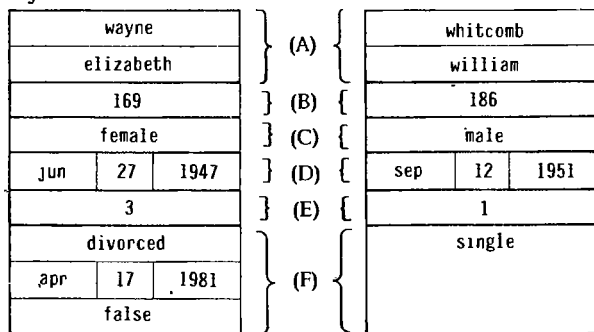 wayne (A) whitcomb
elizabeth william
169 (B) 186
female (C) male
jun 27 1947 (D) sep 12 1951
3 (E) 1
divorced (F) single
apr 17 1981
false